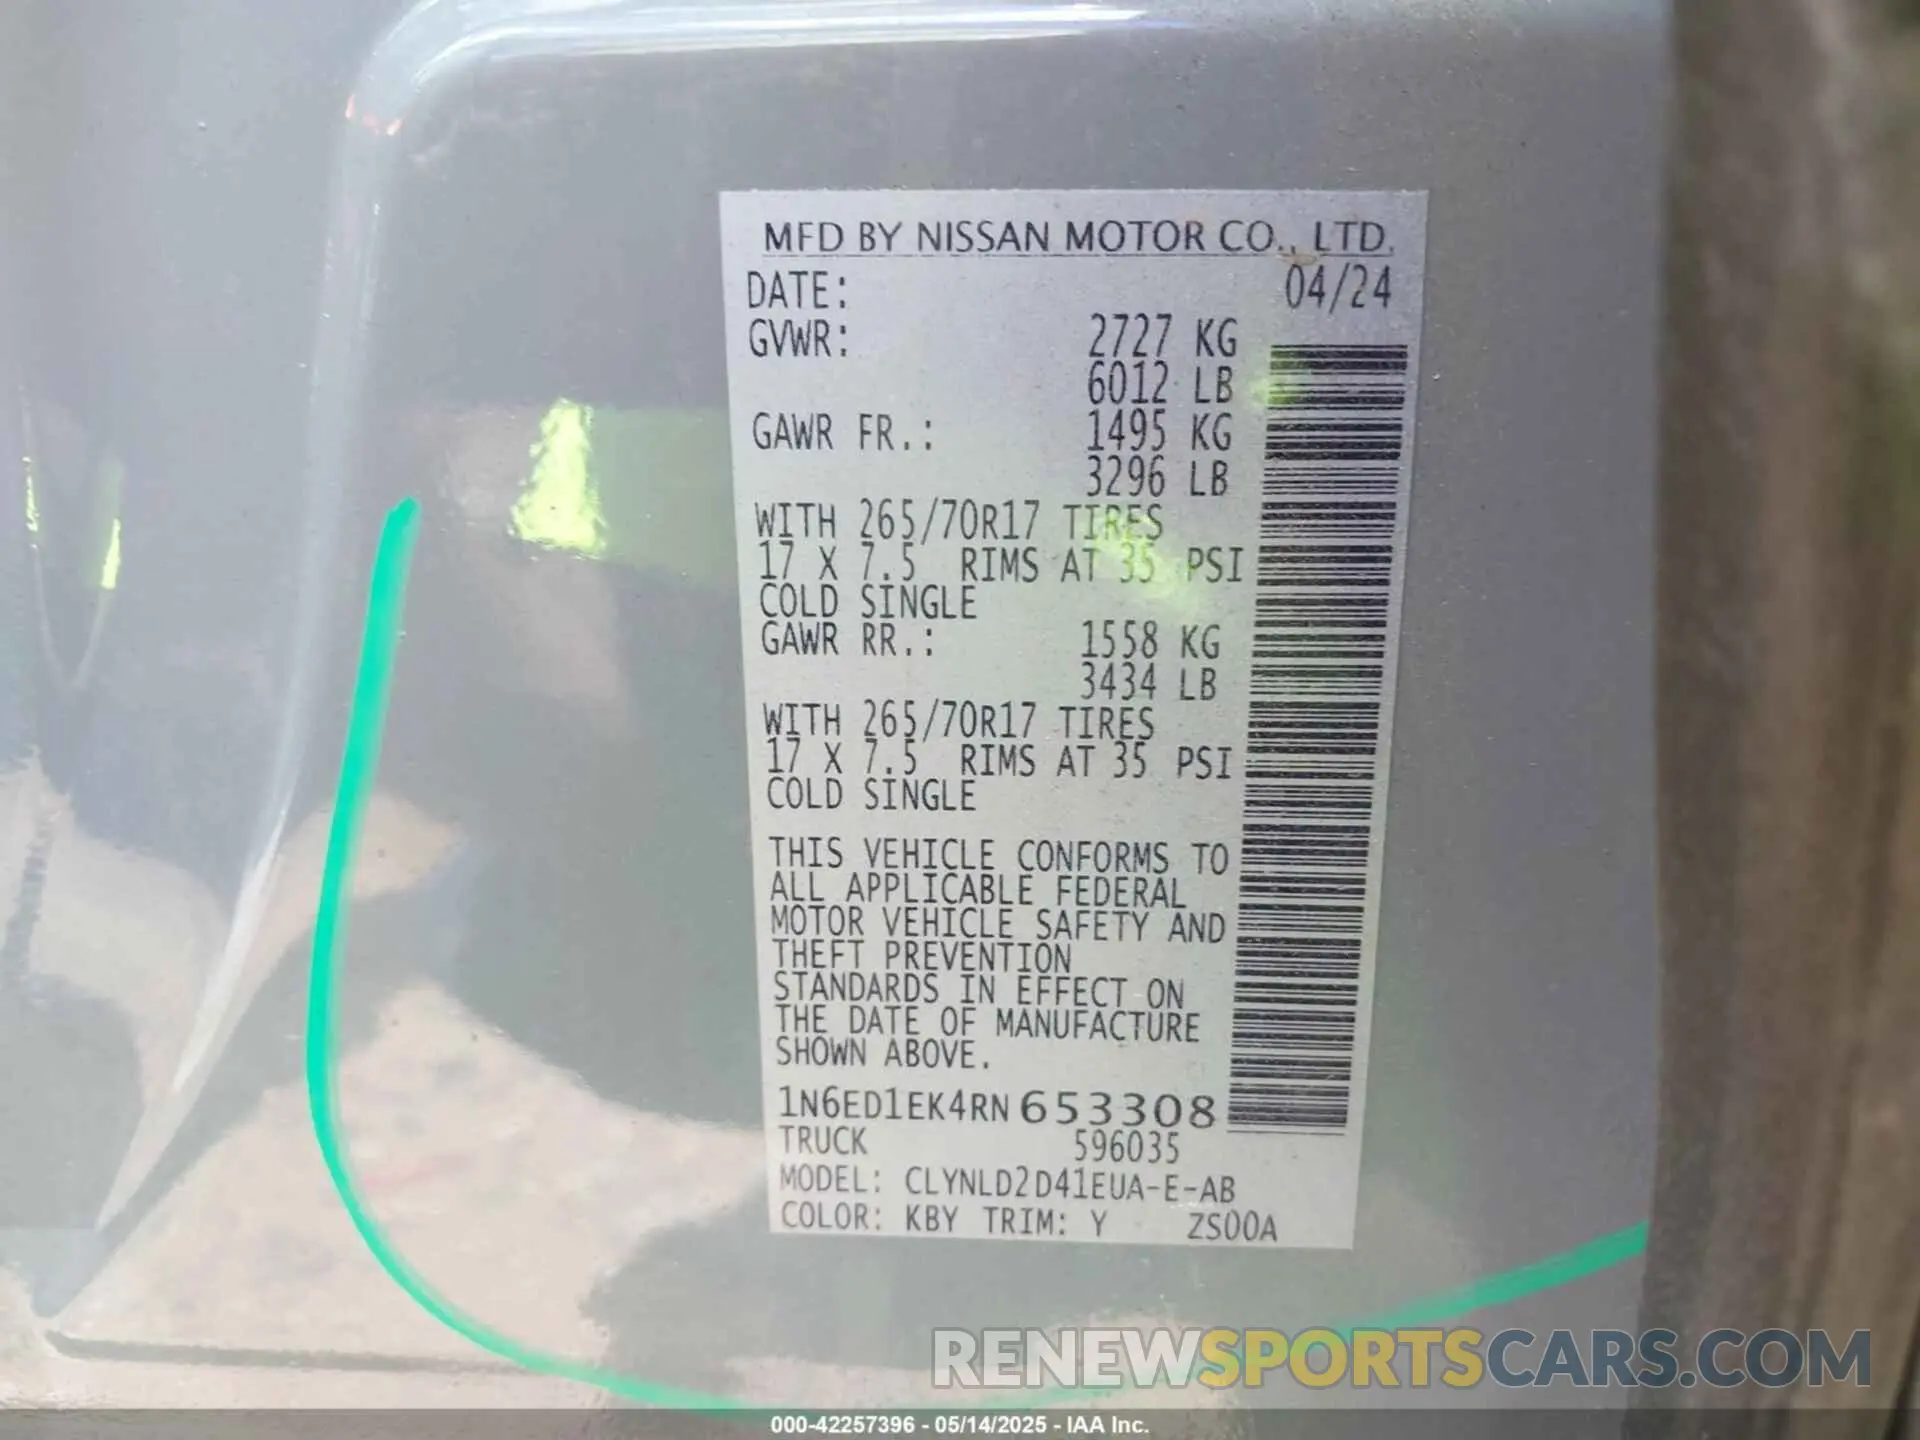 MFD BY NISSAN MOTOR CO., LTD.
DATE: 04/24
GVWR: 2727 KG
6012 LB
GAWR FR.: 1495 KG
3296 LB
WITH 265/70R17 TIRES
17 X 7.5 RIMS AT 35 PSI
COLD SINGLE
GAWR RR.: 1558 KG
3434 LB
WITH 265/70R17 TIRES
17 X 7.5 RIMS AT 35 PSI
COLD SINGLE
THIS VEHICLE CONFORMS TO
ALL APPLICABLE FEDERAL
MOTOR VEHICLE SAFETY AND
THEFT PREVENTION
STANDARDS IN EFFECT ON
THE DATE OF MANUFACTURE
SHOWN ABOVE.
1N6ED1EK4RN653308
TRUCK 596035
MODEL: CLYNLD2D41EUA-E-AB
COLOR: KBY TRIM: Y ZS00A
RENEWSPORTSCARS.COM
000-42257396 - 05/14/2025 - IAA Inc.